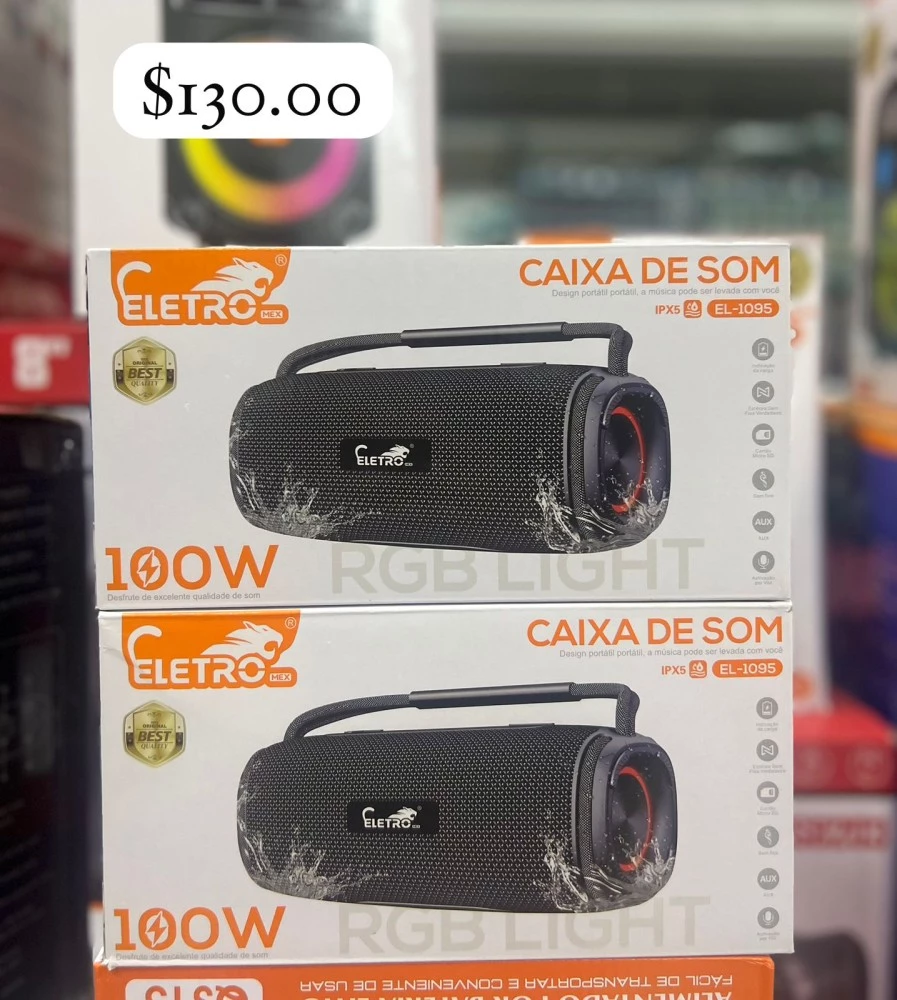 $130.00
8"
ELETRO MEX ®
CAIXA DE SOM
Design portátil portátil, a música pode ser levada com você
IPX5 EL-1095
ORIGINAL
BEST
QUALITY
ELETRO
AUX
100W
RGB LIGHT
Desfrute de excelente qualidade de som
ELETRO MEX ®
CAIXA DE SOM
Design portátil portátil, a música pode ser levada com você
IPX5 EL-1095
ORIGINAL
BEST
QUALITY
ELETRO
AUX
100W
RGB LIGHT
Desfrute de excelente qualidade de som
FÁCIL DE TRANSPORTAR E CONVENIENTE DE USAR